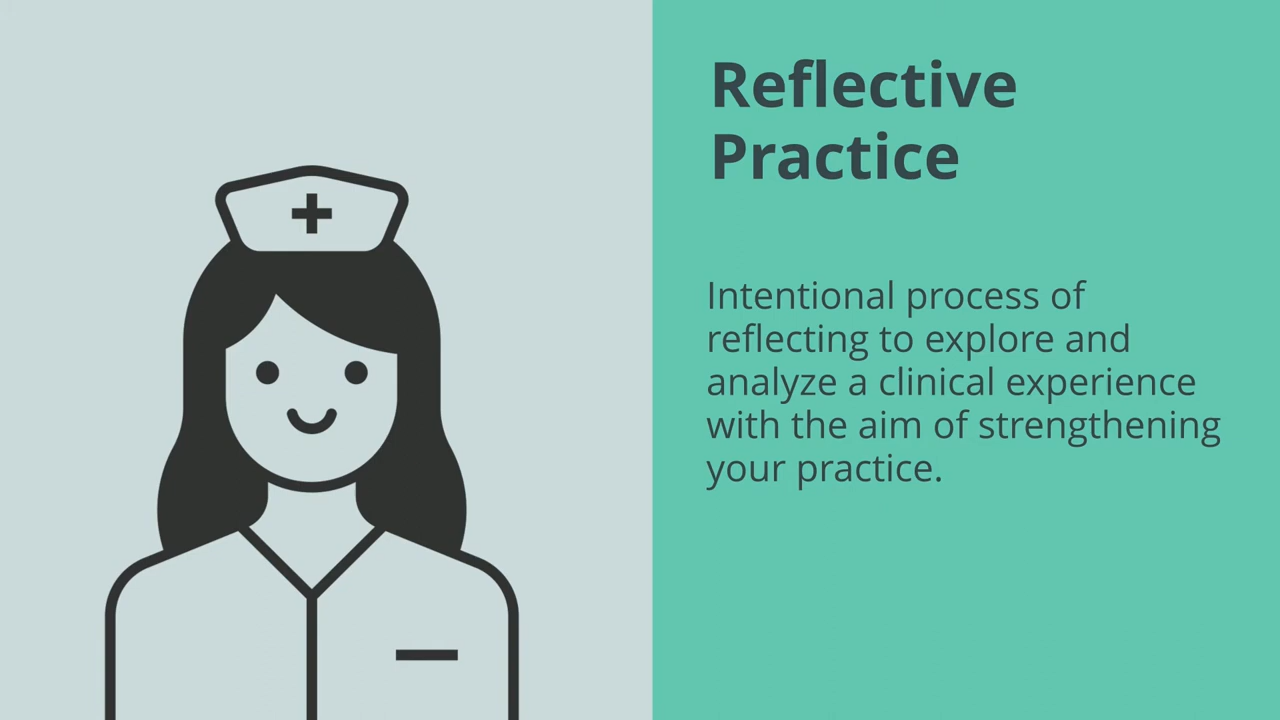 Reflective
Practice
Intentional process of
reflecting to explore and
analyze a clinical experience
with the aim of strengthening
your practice.